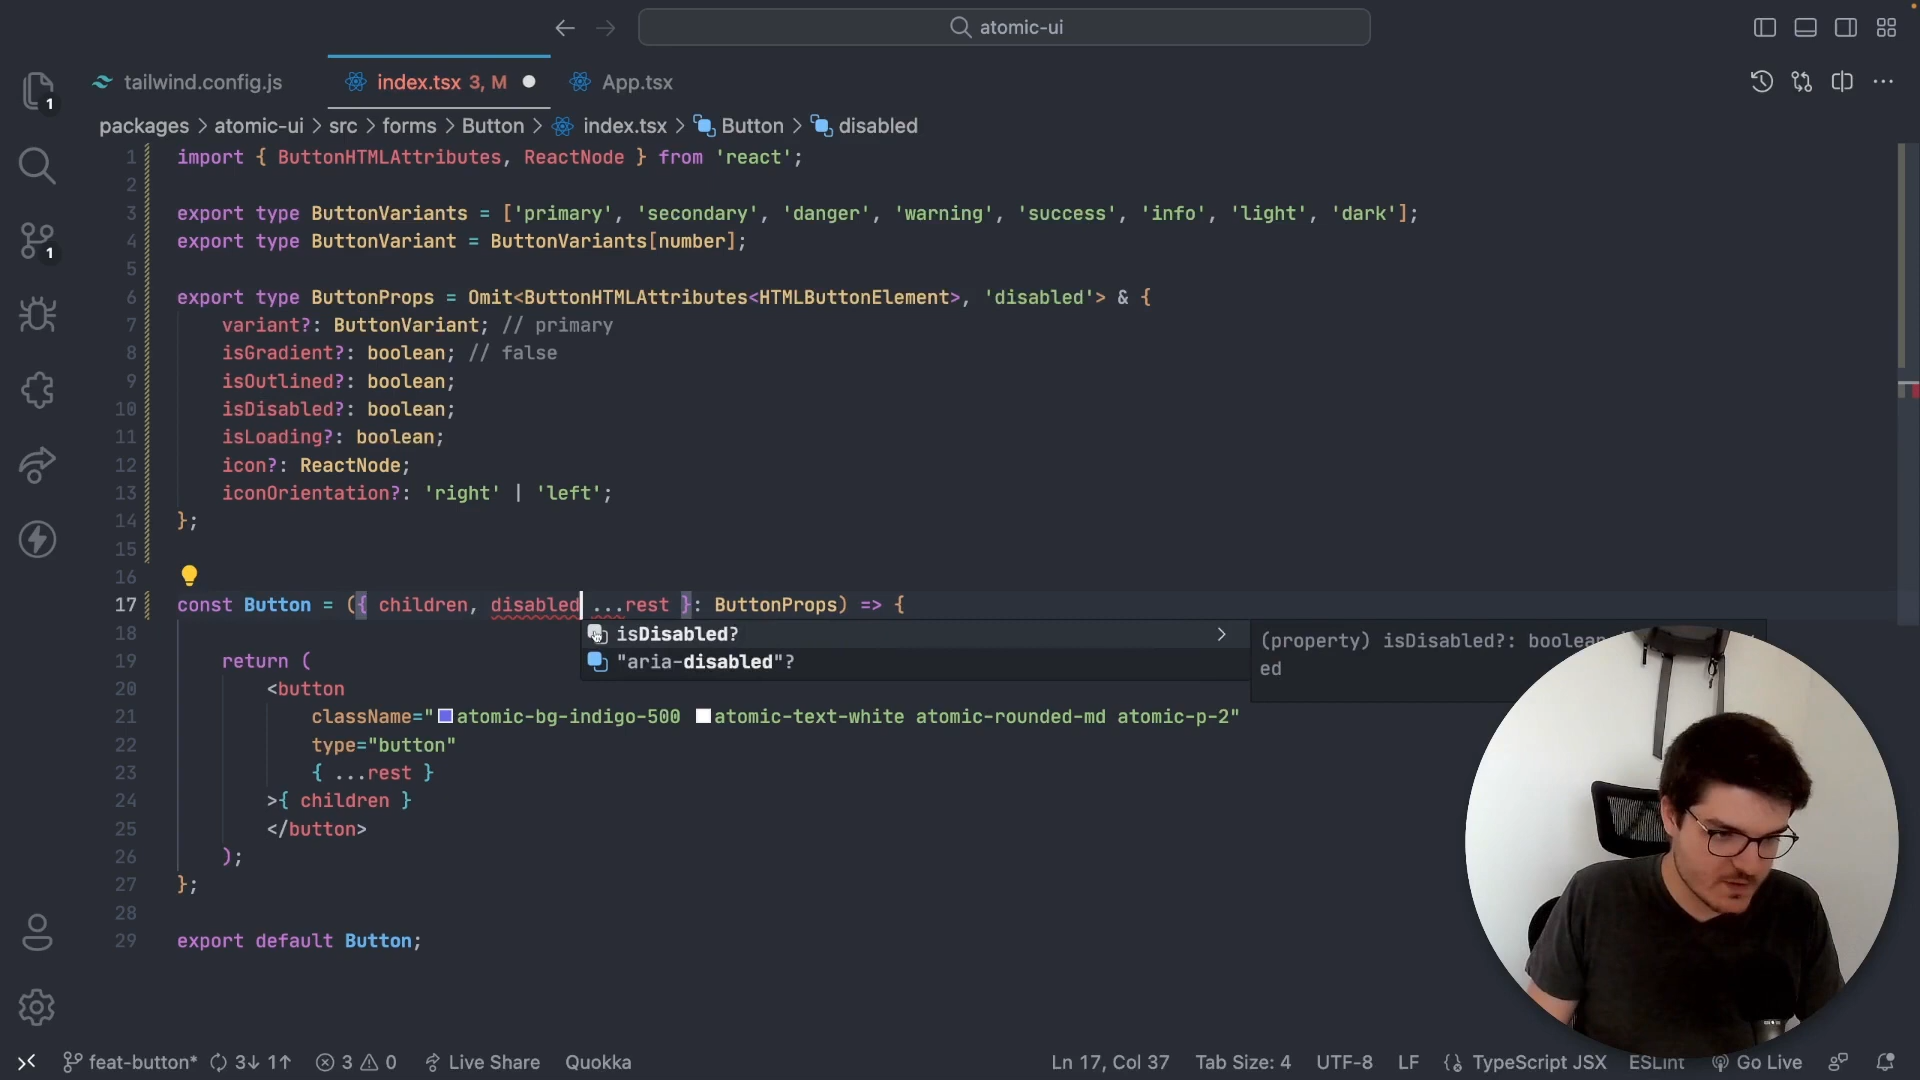 atomic-ui
tailwind.config.js
index.tsx 3, M
App.tsx
packages > atomic-ui > src > forms > Button > index.tsx > Button > disabled
1
1
1 import { ButtonHTMLAttributes, ReactNode } from 'react';
2
3 export type ButtonVariants = ['primary', 'secondary', 'danger', 'warning', 'success', 'info', 'light', 'dark'];
4 export type ButtonVariant = ButtonVariants[number];
5
6 export type ButtonProps = Omit<ButtonHTMLAttributes<HTMLButtonElement>, 'disabled'> & {
7 variant?: ButtonVariant; // primary
8 isGradient?: boolean; // false
9 isOutlined?: boolean;
10 isDisabled?: boolean;
11 isLoading?: boolean;
12 icon?: ReactNode;
13 iconOrientation?: 'right' | 'left';
14 };
15
16
17 const Button = ({ children, disabled ...rest }: ButtonProps) => {
18
isDisabled?
(property) isDisabled?: boolean
"aria-disabled"?
ed
19 return (
20 <button
21 className="atomic-bg-indigo-500 atomic-text-white atomic-rounded-md atomic-p-2"
22 type="button"
23 { ...rest }
24 >{ children }
25 </button>
26 );
27 };
28
29 export default Button;
feat-button* 3↓ 1↑ 3 0 Live Share Quokka Ln 17, Col 37 Tab Size: 4 UTF-8 LF {} TypeScript JSX ESLint Go Live